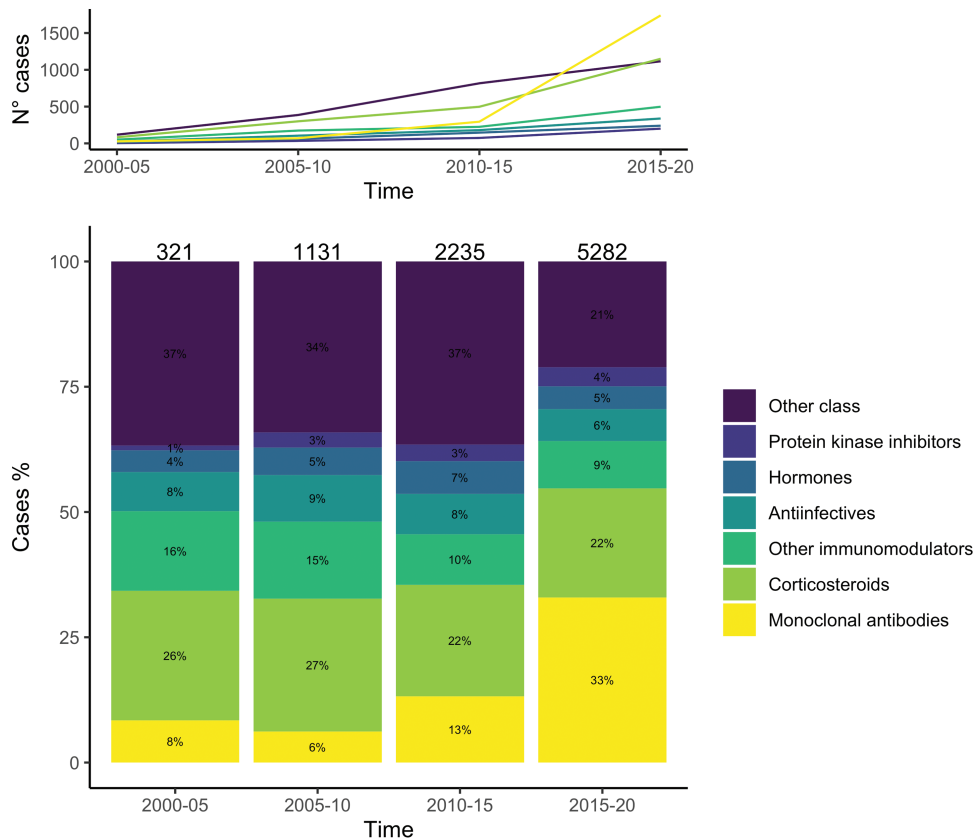 N° cases
1500
1000
500
0
2000-05 2005-10 2010-15 2015-20
Time
321 1131 2235 5282
Cases %
100
75
50
25
0
37% 34% 37% 21%
1% 3% 3% 4%
4% 5% 7% 5%
8% 9% 8% 6%
16% 15% 10% 9%
26% 27% 22% 22%
8% 6% 13% 33%
2000-05 2005-10 2010-15 2015-20
Time
Other class
Protein kinase inhibitors
Hormones
Antiinfectives
Other immunomodulators
Corticosteroids
Monoclonal antibodies